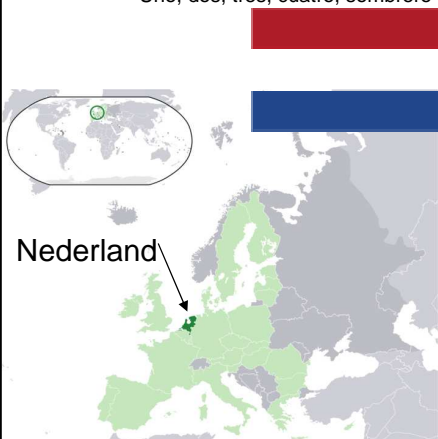 Uno, dos, tres, cuatro, sombrero
Nederland